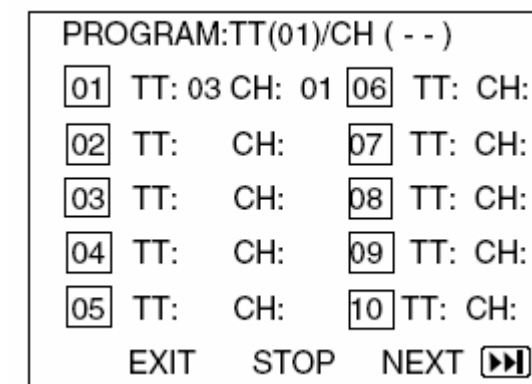 PROGRAM:TT(01)/CH ( - - )
01 TT: 03 CH: 01 06 TT: CH:
02 TT: CH: 07 TT: CH:
03 TT: CH: 08 TT: CH:
04 TT: CH: 09 TT: CH:
05 TT: CH: 10 TT: CH:
EXIT STOP NEXT